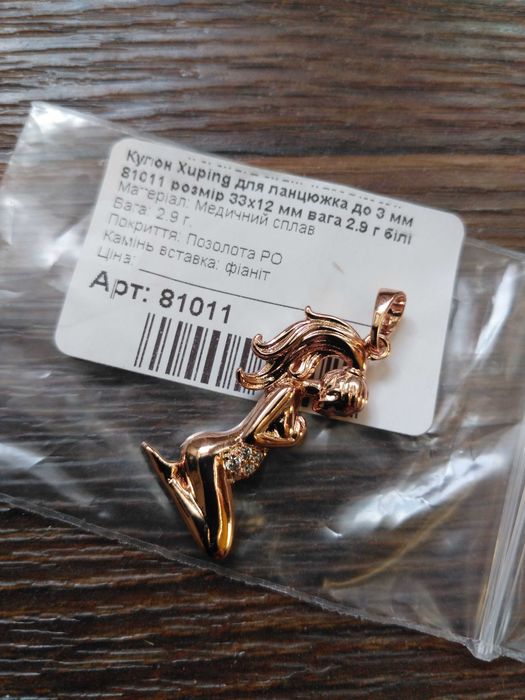 Кулон Xuping для ланцюжка до 3 мм
81011 розмір 33х12 мм вага 2.9 г білі
Матеріал: Медичний сплав
Вага: 2.9 г.
Покриття: Позолота РО
Камінь вставка: фіаніт
Ціна:
Арт: 81011